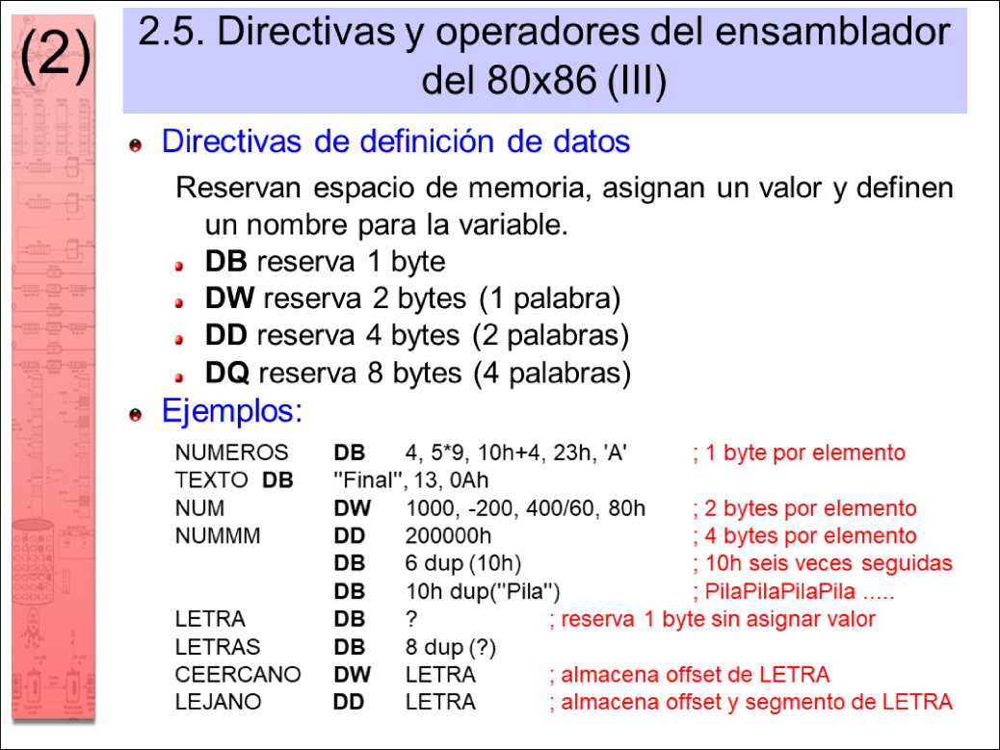 (2)
2.5. Directivas y operadores del ensamblador
del 80x86 (III)
Directivas de definición de datos
Reservan espacio de memoria, asignan un valor y definen
un nombre para la variable.
DB reserva 1 byte
DW reserva 2 bytes (1 palabra)
DD reserva 4 bytes (2 palabras)
DQ reserva 8 bytes (4 palabras)
Ejemplos:
NUMEROS DB 4, 5*9, 10h+4, 23h, 'A' ; 1 byte por elemento
TEXTO DB "Final", 13, 0Ah
NUM DW 1000, -200, 400/60, 80h ; 2 bytes por elemento
NUMMM DD 200000h ; 4 bytes por elemento
DB 6 dup (10h) ; 10h seis veces seguidas
DB 10h dup("Pila") ; PilaPilaPilaPila .....
LETRA DB ? ; reserva 1 byte sin asignar valor
LETRAS DB 8 dup (?)
CEERCANO DW LETRA ; almacena offset de LETRA
LEJANO DD LETRA ; almacena offset y segmento de LETRA